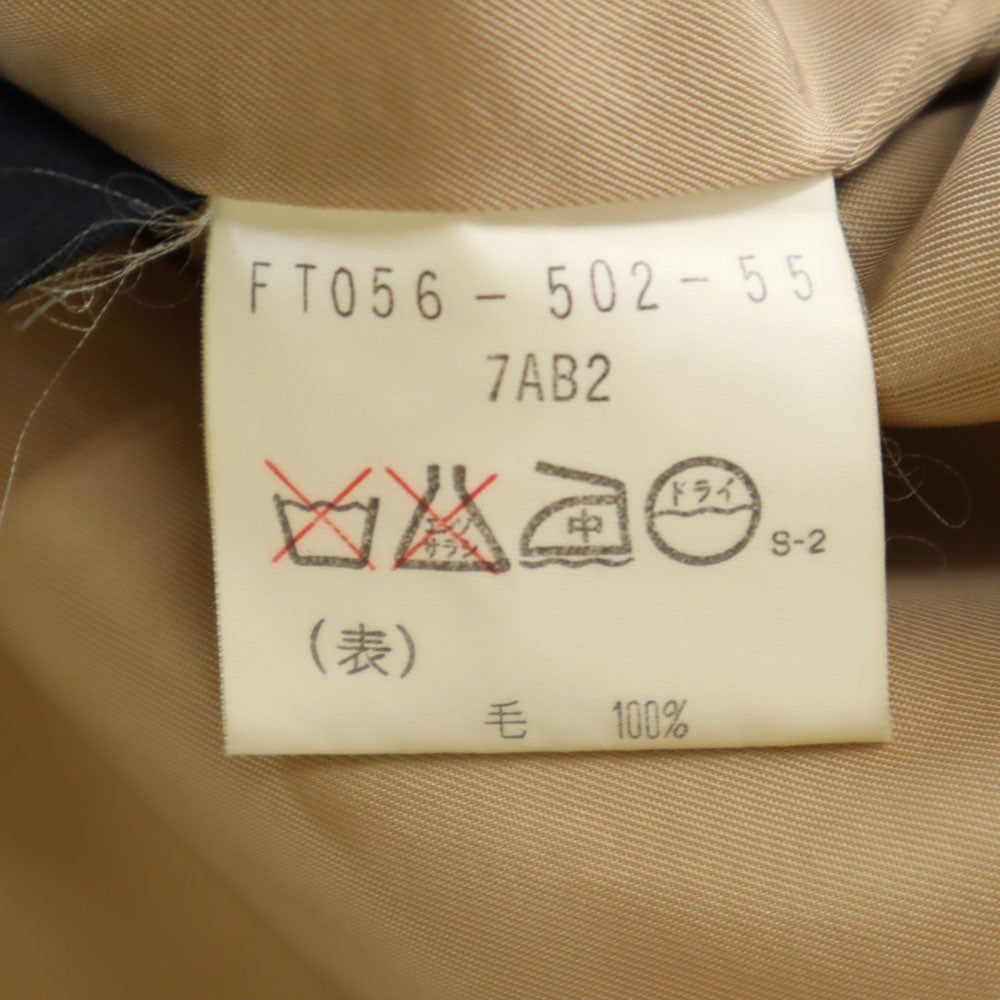 FT056-502-55
7AB2
エンソ
サラシ
中
ドライ
S-2
(表)
毛 100%